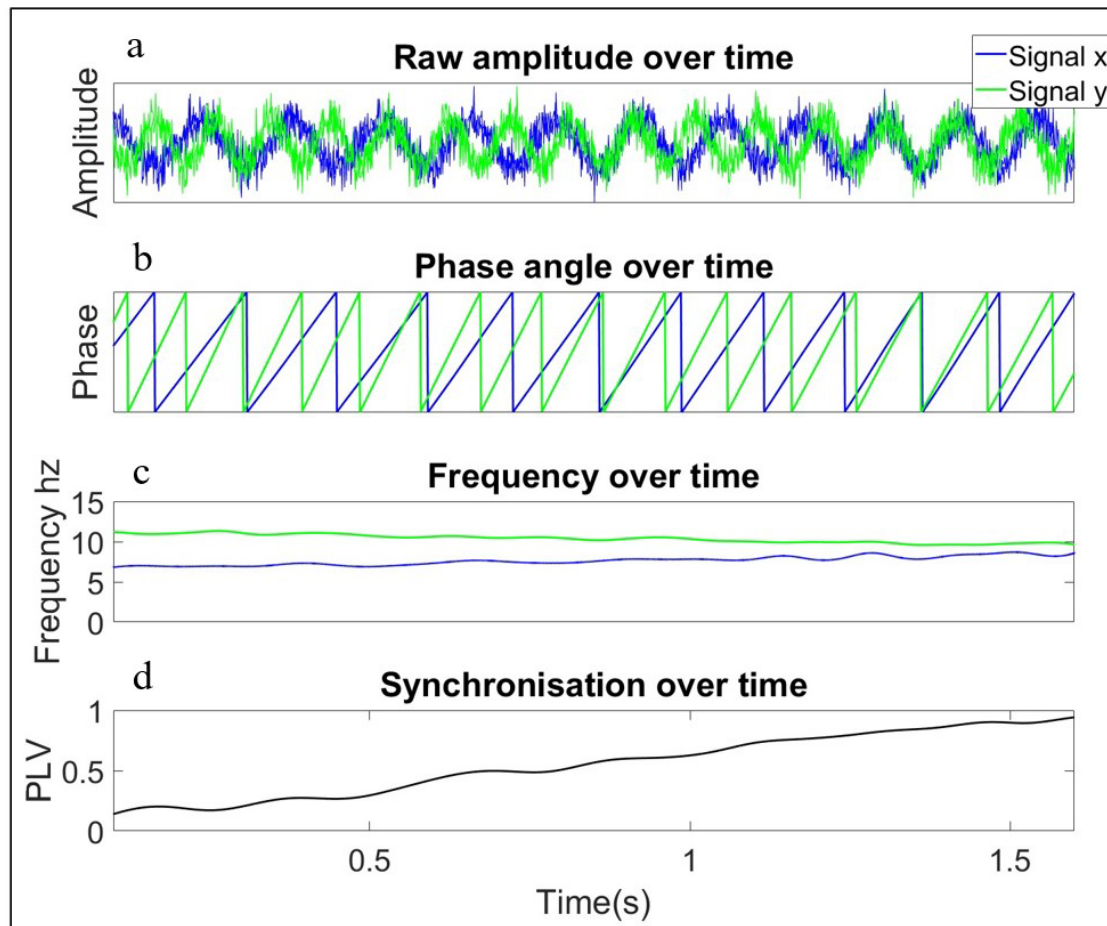 a
Raw amplitude over time
Signal x
Signal y
Amplitude
b
Phase angle over time
Phase
c
Frequency over time
Frequency hz
15
10
5
0
d
Synchronisation over time
PLV
1
0.5
0
0.5
1
1.5
Time(s)